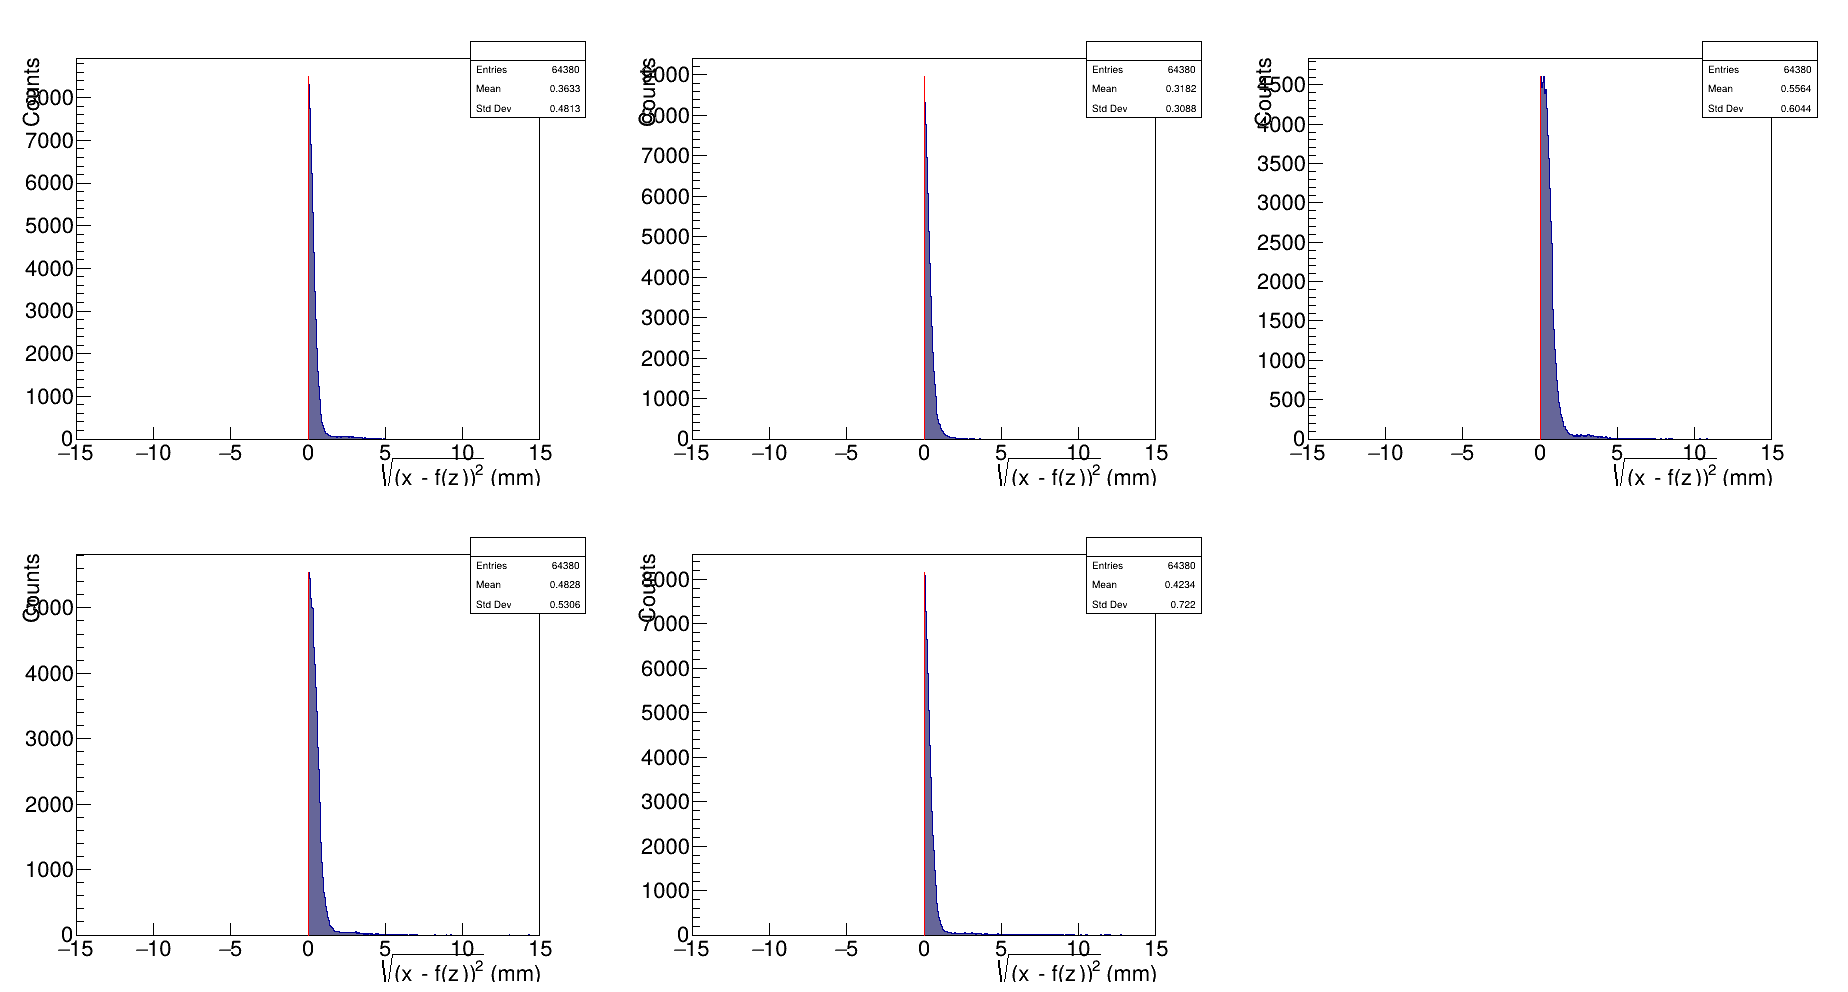 Counts
Entries 64380
Mean 0.3633
Std Dev 0.4813
8000
7000
6000
5000
4000
3000
2000
1000
0
−15 −10 −5 0 5 10 15
√(x - f(z))² (mm)
Counts
Entries 64380
Mean 0.3182
Std Dev 0.3088
9000
8000
7000
6000
5000
4000
3000
2000
1000
0
−15 −10 −5 0 5 10 15
√(x - f(z))² (mm)
Counts
Entries 64380
Mean 0.5564
Std Dev 0.6044
4500
4000
3500
3000
2500
2000
1500
1000
500
0
−15 −10 −5 0 5 10 15
√(x - f(z))² (mm)
Counts
Entries 64380
Mean 0.4828
Std Dev 0.5306
5000
4000
3000
2000
1000
0
−15 −10 −5 0 5 10 15
√(x - f(z))² (mm)
Counts
Entries 64380
Mean 0.4234
Std Dev 0.722
8000
7000
6000
5000
4000
3000
2000
1000
0
−15 −10 −5 0 5 10 15
√(x - f(z))² (mm)